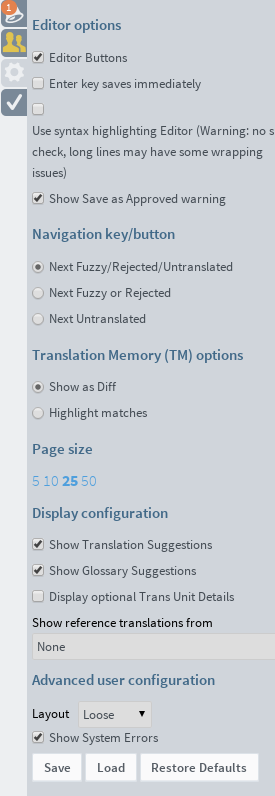 1
Editor options
Editor Buttons
Enter key saves immediately
Use syntax highlighting Editor (Warning: no s
check, long lines may have some wrapping
issues)
Show Save as Approved warning
Navigation key/button
Next Fuzzy/Rejected/Untranslated
Next Fuzzy or Rejected
Next Untranslated
Translation Memory (TM) options
Show as Diff
Highlight matches
Page size
5 10 25 50
Display configuration
Show Translation Suggestions
Show Glossary Suggestions
Display optional Trans Unit Details
Show reference translations from
None
Advanced user configuration
Layout Loose
Show System Errors
Save Load Restore Defaults